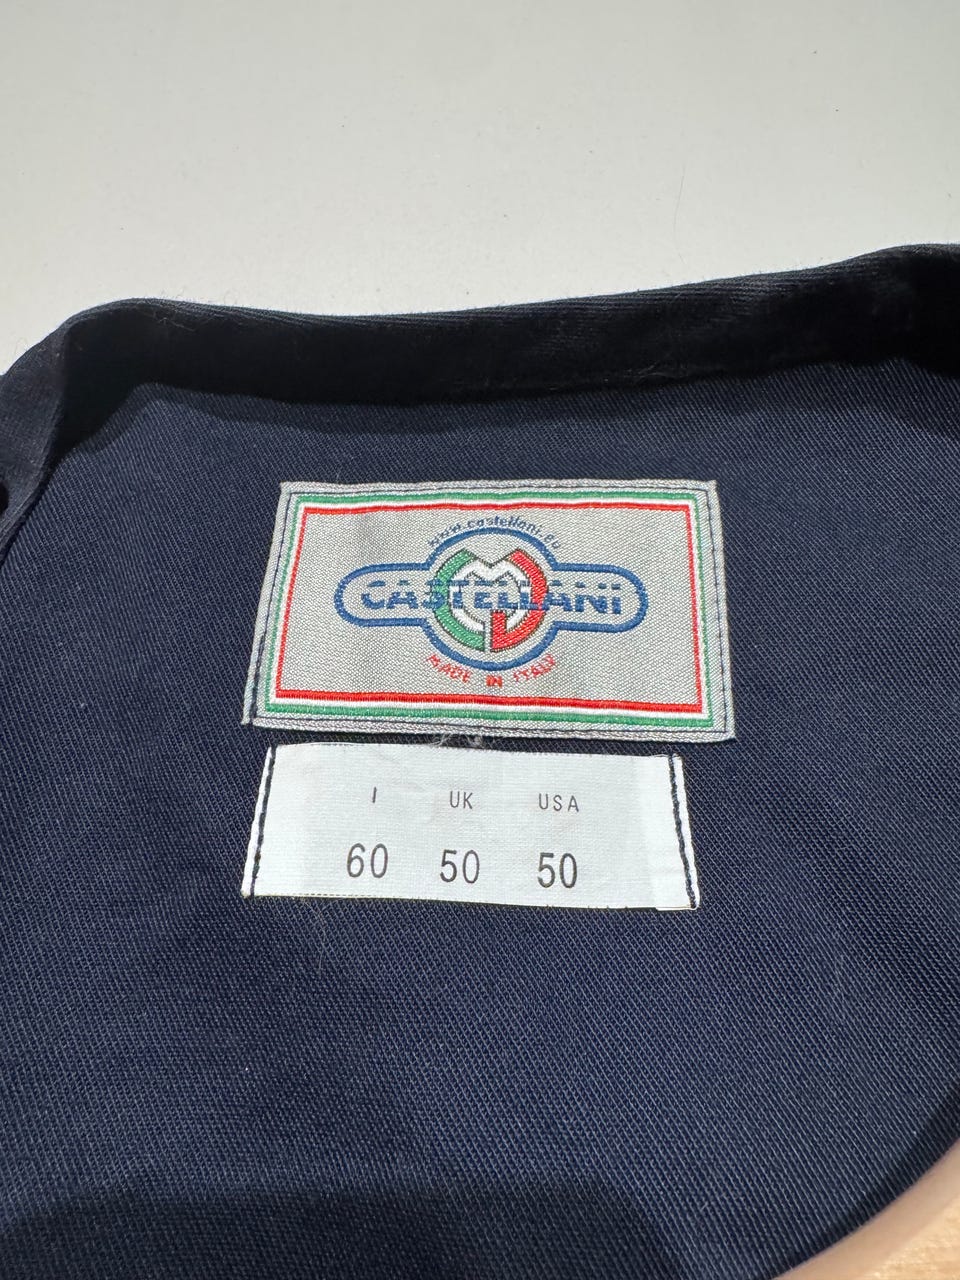 www.castellani.eu
CASTELLANI
MADE IN ITALY
I UK USA
60 50 50